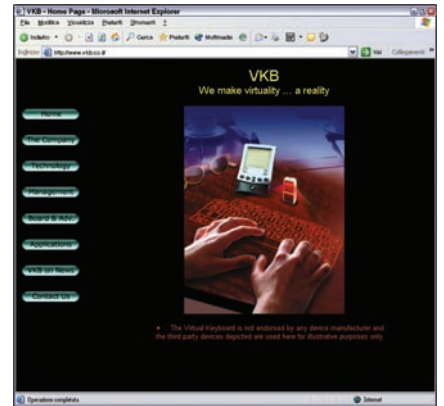 VKB - Home Page - Microsoft Internet Explorer
File Modifica Visualizza Preferiti Strumenti ?
Indietro Cerca Preferiti Multimedia
Indirizzo http://www.vkb.co.il Vai Collegamenti
VKB
We make virtuality ... a reality
Home
The Company
Technology
Management
Board & Adv.
Applications
VKB on News
Contact Us
The Virtual Keyboard is not endorsed by any device manufacturer and
the third party devices depicted are used here for illustrative purposes only.
Operazione completata Internet